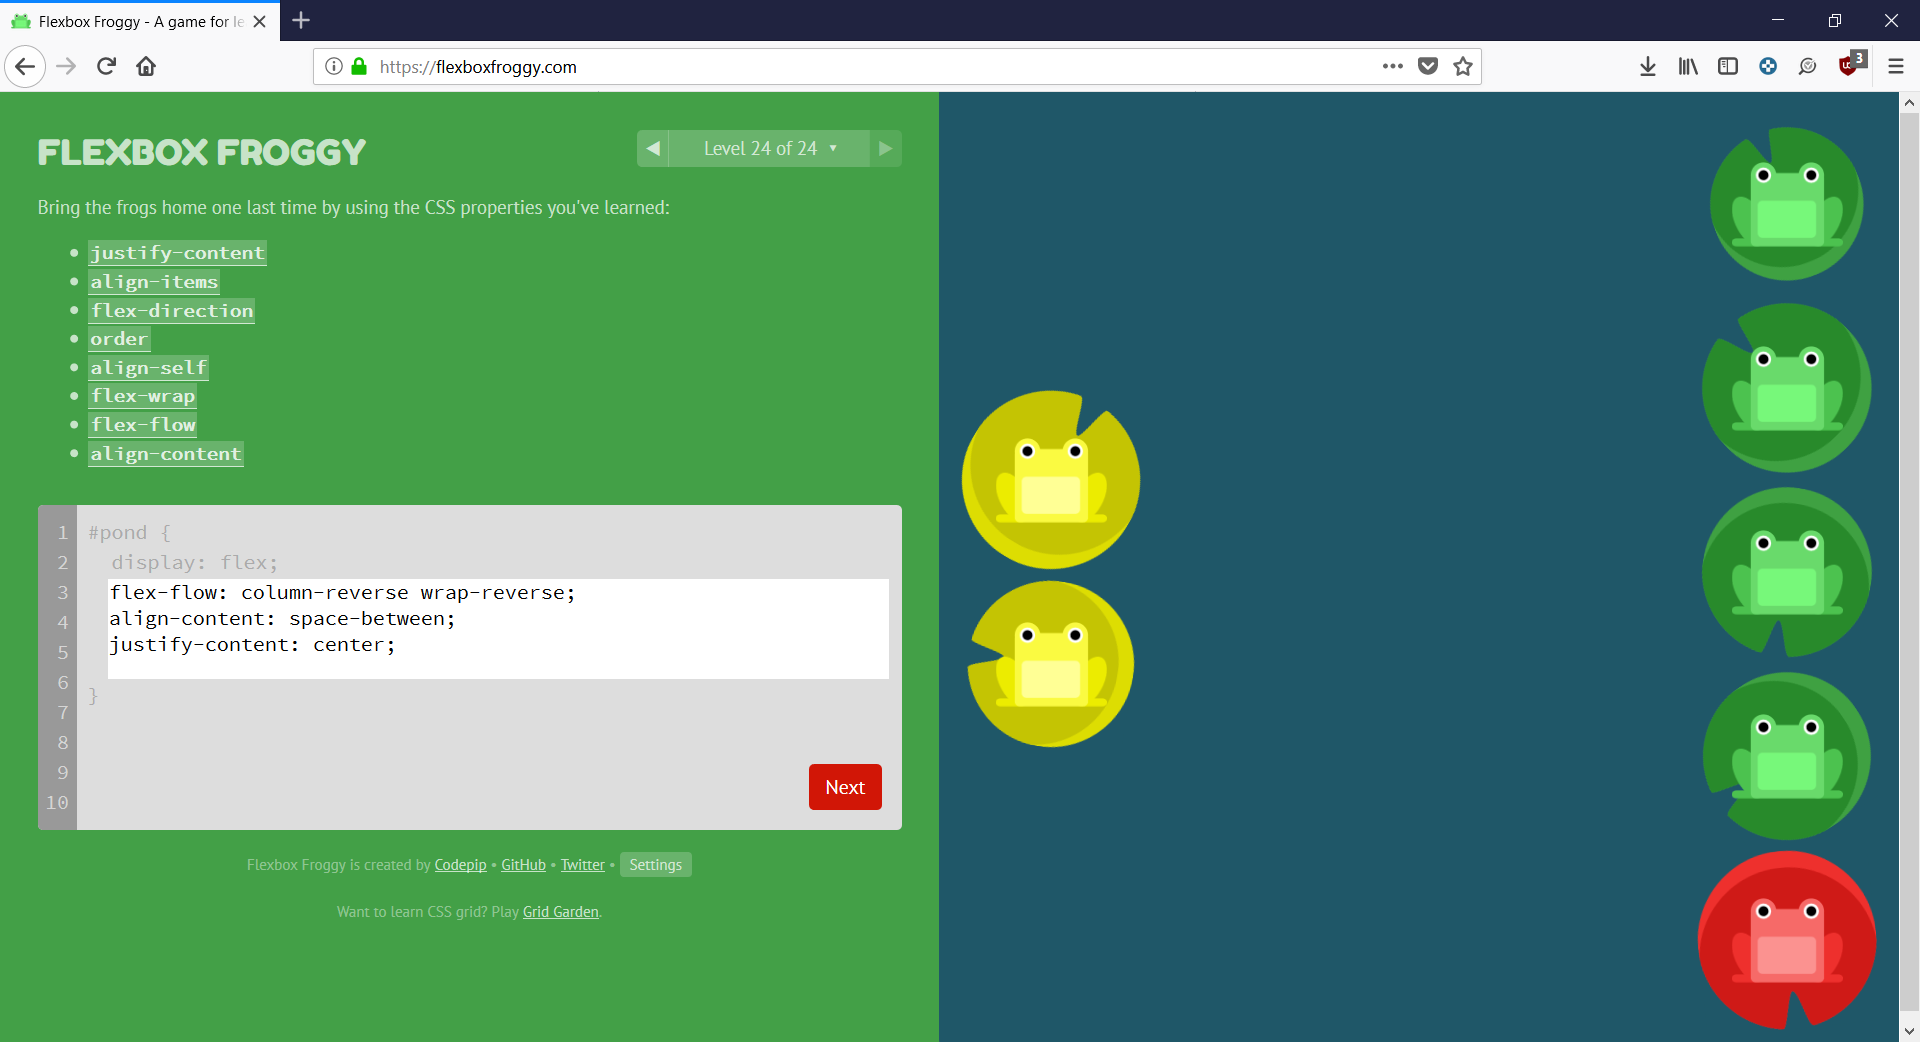 Flexbox Froggy - A game for le
https://flexboxfroggy.com
3
FLEXBOX FROGGY
Level 24 of 24
Bring the frogs home one last time by using the CSS properties you've learned:
justify-content
align-items
flex-direction
order
align-self
flex-wrap
flex-flow
align-content
1 #pond {
2 display: flex;
3 flex-flow: column-reverse wrap-reverse;
4 align-content: space-between;
5 justify-content: center;
6 }
7
8
9
10
Next
Flexbox Froggy is created by Codepip • GitHub • Twitter • Settings
Want to learn CSS grid? Play Grid Garden.